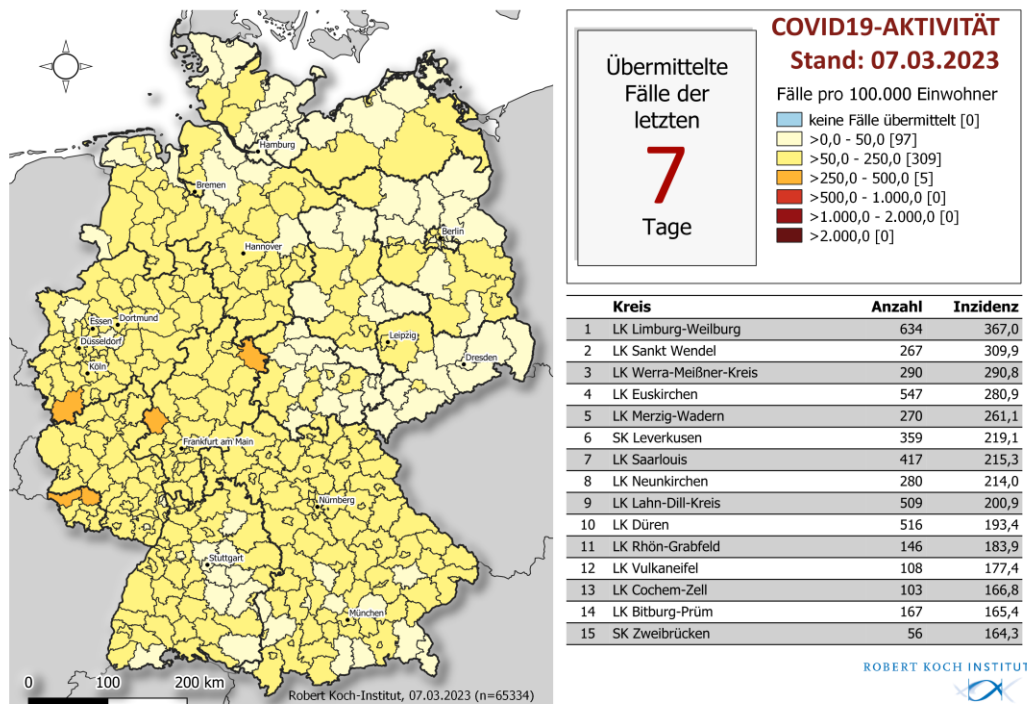 COVID19-AKTIVITÄT
Stand: 07.03.2023
Übermittelte
Fälle der
letzten
7
Tage
Fälle pro 100.000 Einwohner
keine Fälle übermittelt [0]
>0,0 - 50,0 [97]
>50,0 - 250,0 [309]
>250,0 - 500,0 [5]
>500,0 - 1.000,0 [0]
>1.000,0 - 2.000,0 [0]
>2.000,0 [0]
Hamburg
Bremen
Berlin
Hannover
Essen
Dortmund
Düsseldorf
Leipzig
Köln
Dresden
Frankfurt am Main
Nürnberg
Stuttgart
München
0 100 200 km
Robert Koch-Institut, 07.03.2023 (n=65334)
Kreis Anzahl Inzidenz
1 LK Limburg-Weilburg 634 367,0
2 LK Sankt Wendel 267 309,9
3 LK Werra-Meißner-Kreis 290 290,8
4 LK Euskirchen 547 280,9
5 LK Merzig-Wadern 270 261,1
6 SK Leverkusen 359 219,1
7 LK Saarlouis 417 215,3
8 LK Neunkirchen 280 214,0
9 LK Lahn-Dill-Kreis 509 200,9
10 LK Düren 516 193,4
11 LK Rhön-Grabfeld 146 183,9
12 LK Vulkaneifel 108 177,4
13 LK Cochem-Zell 103 166,8
14 LK Bitburg-Prüm 167 165,4
15 SK Zweibrücken 56 164,3
ROBERT KOCH INSTITUT